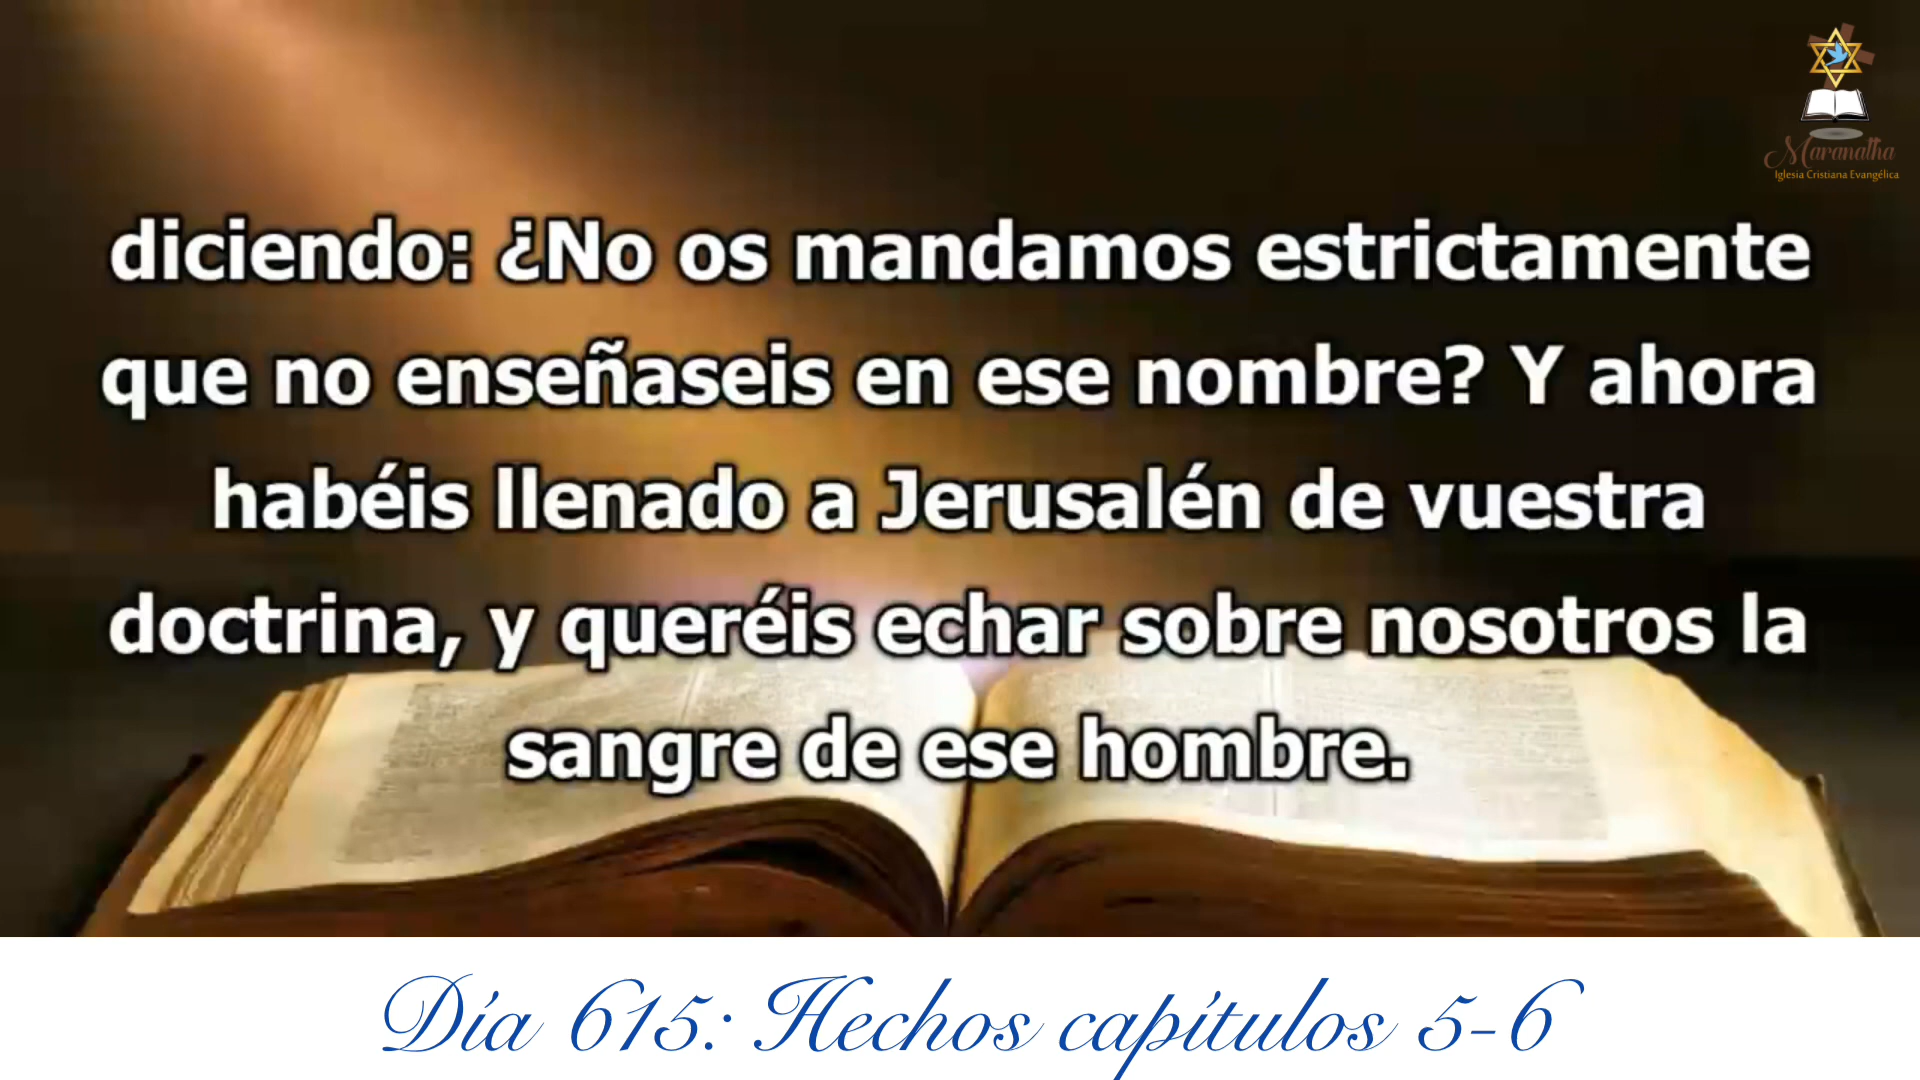 Maranatha
Iglesia Cristiana Evangélica
diciendo: ¿No os mandamos estrictamente
que no enseñaseis en ese nombre? Y ahora
habéis llenado a Jerusalén de vuestra
doctrina, y queréis echar sobre nosotros la
sangre de ese hombre.
Día 615: Hechos capítulos 5-6